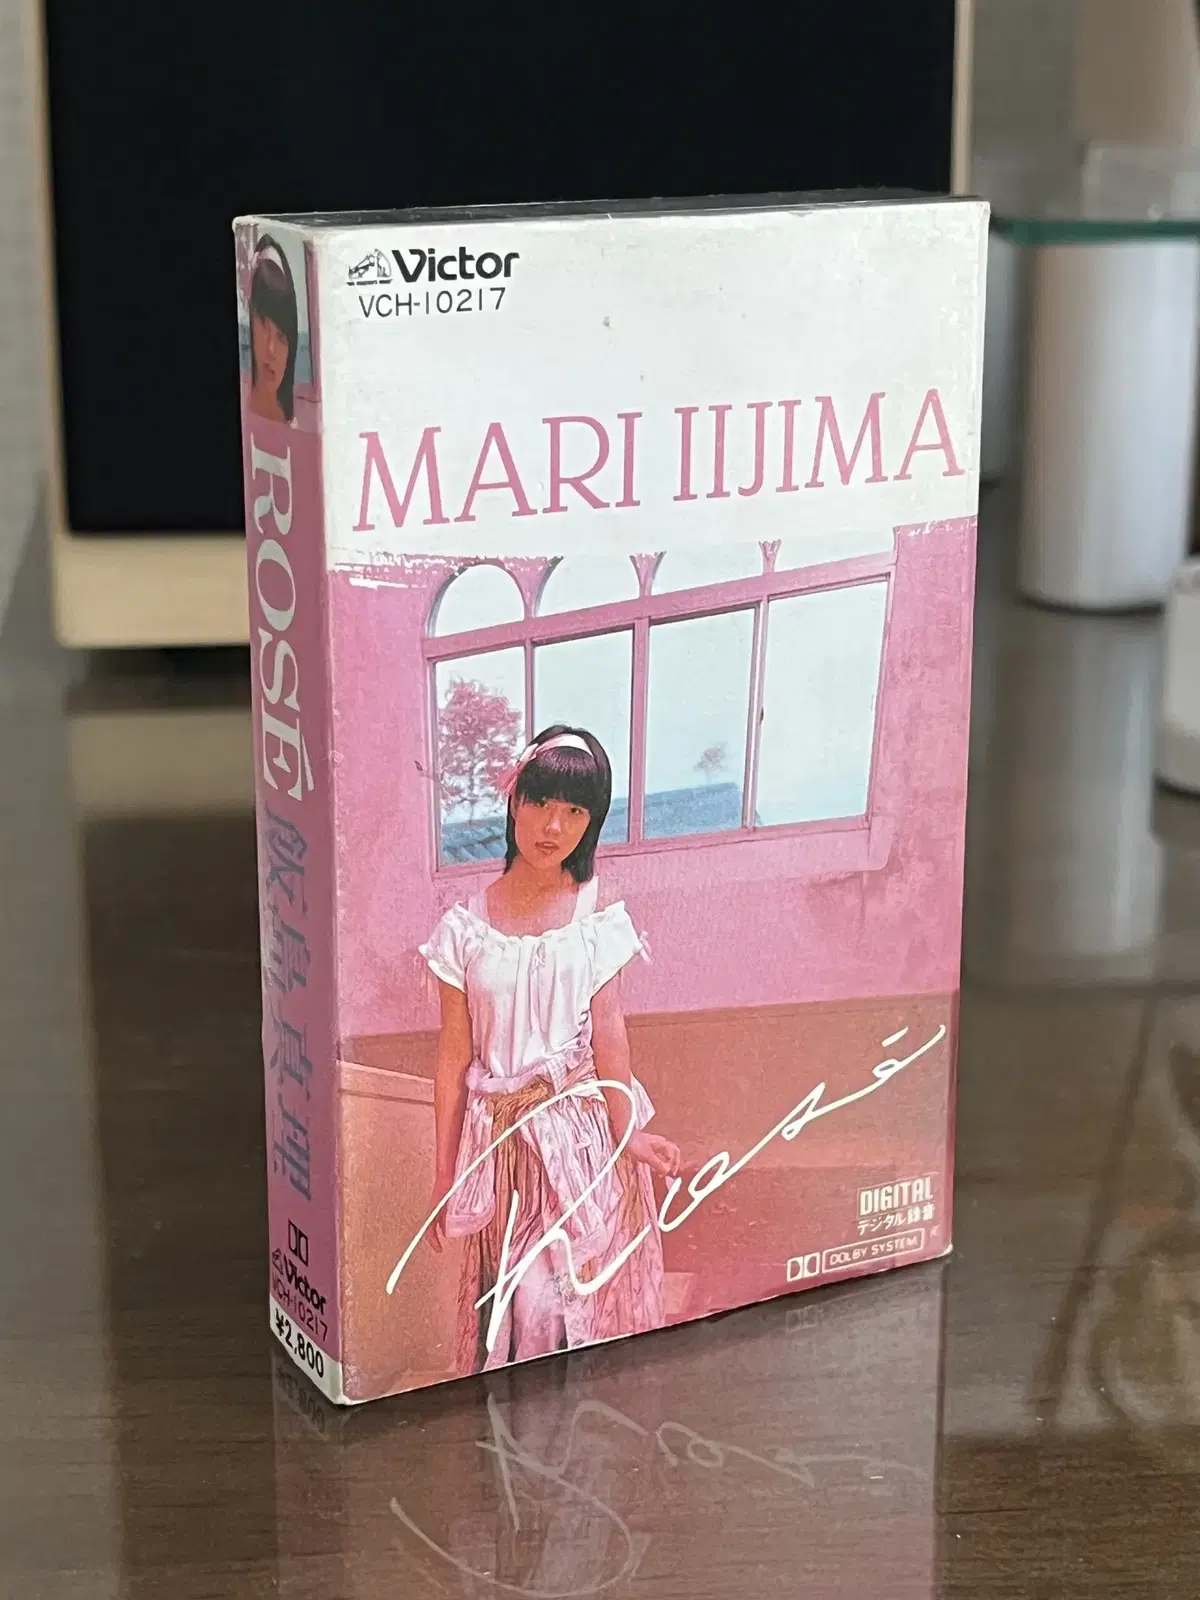 Victor
VCH-10217
MARI IIJIMA
Rosé
DIGITAL
デジタル録音
DOLBY SYSTEM
ROSÉ 飯島真理
Victor
VCH-10217
¥2,800